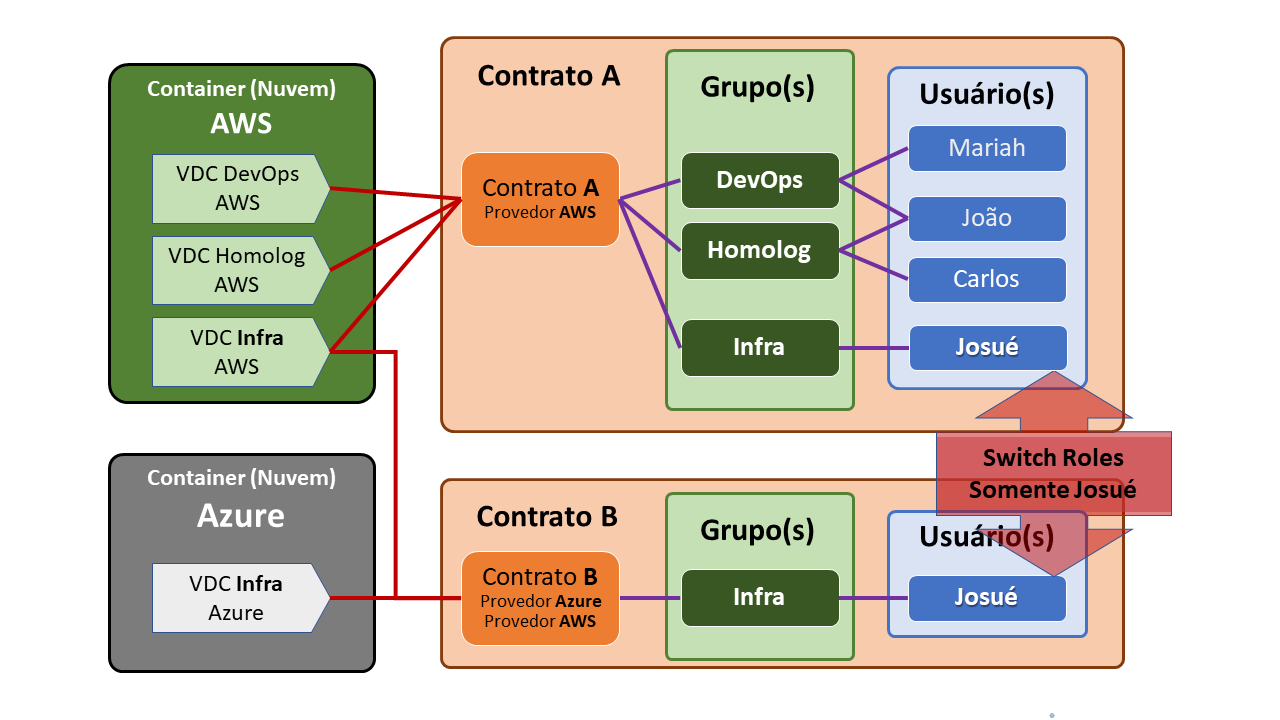 Container (Nuvem)
AWS
VDC DevOps
AWS
VDC Homolog
AWS
VDC Infra
AWS
Container (Nuvem)
Azure
VDC Infra
Azure
Contrato A
Contrato A
Provedor AWS
Grupo(s)
DevOps
Homolog
Infra
Usuário(s)
Mariah
João
Carlos
Josué
Switch Roles
Somente Josué
Contrato B
Contrato B
Provedor Azure
Provedor AWS
Grupo(s)
Infra
Usuário(s)
Josué